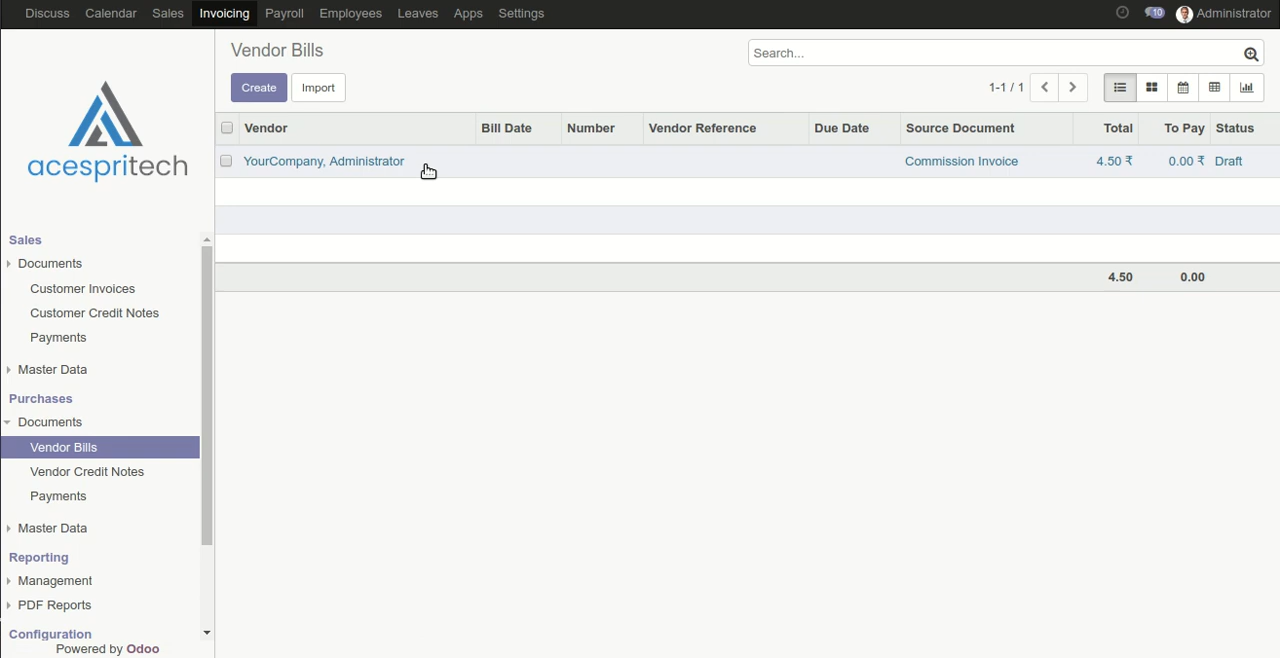 Discuss Calendar Sales Invoicing Payroll Employees Leaves Apps Settings 10 Administrator
Vendor Bills
Search...
Create Import
1-1 / 1
acespritech
Vendor Bill Date Number Vendor Reference Due Date Source Document Total To Pay Status
YourCompany, Administrator Commission Invoice 4.50 ₹ 0.00 ₹ Draft
4.50 0.00
Sales
Documents
Customer Invoices
Customer Credit Notes
Payments
Master Data
Purchases
Documents
Vendor Bills
Vendor Credit Notes
Payments
Master Data
Reporting
Management
PDF Reports
Configuration
Powered by Odoo